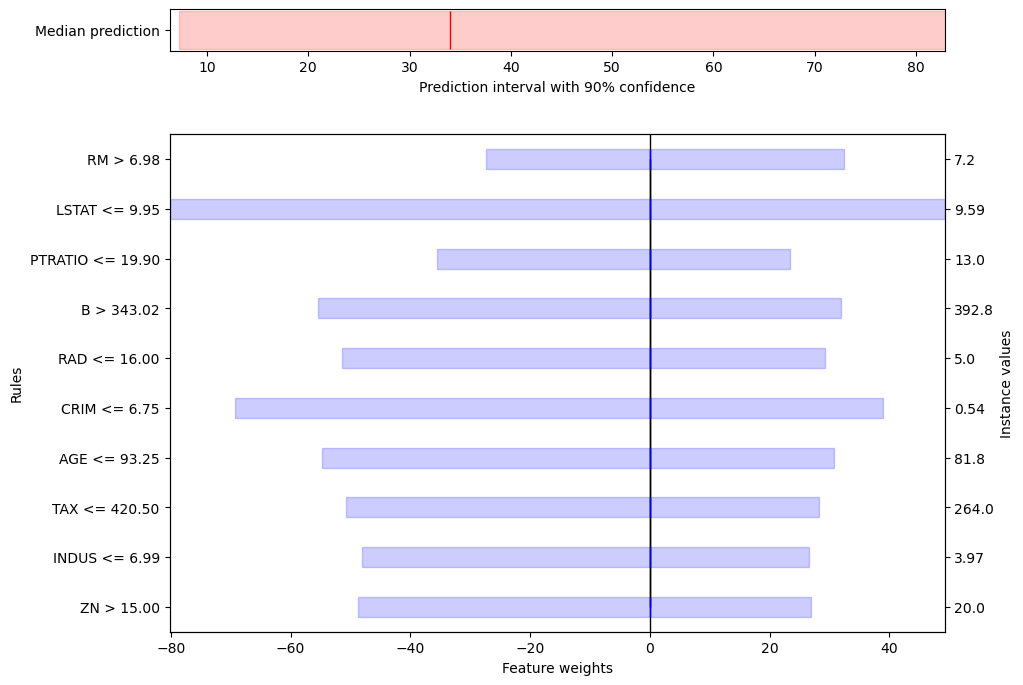 Median prediction
10 20 30 40 50 60 70 80
Prediction interval with 90% confidence
RM > 6.98 7.2
LSTAT <= 9.95 9.59
PTRATIO <= 19.90 13.0
B > 343.02 392.8
RAD <= 16.00 5.0
CRIM <= 6.75 0.54
AGE <= 93.25 81.8
TAX <= 420.50 264.0
INDUS <= 6.99 3.97
ZN > 15.00 20.0
Rules
Instance values
−80 −60 −40 −20 0 20 40
Feature weights